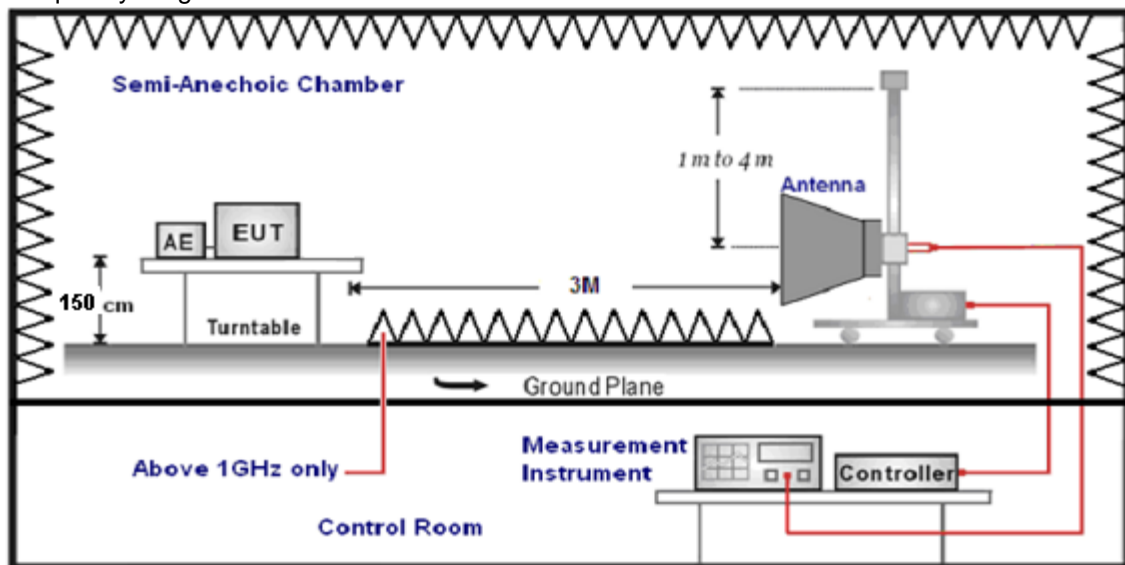 Semi-Anechoic Chamber
1 m to 4 m
Antenna
AE
EUT
150 cm
3M
Turntable
Ground Plane
Above 1GHz only
Measurement
Instrument
Controller
Control Room